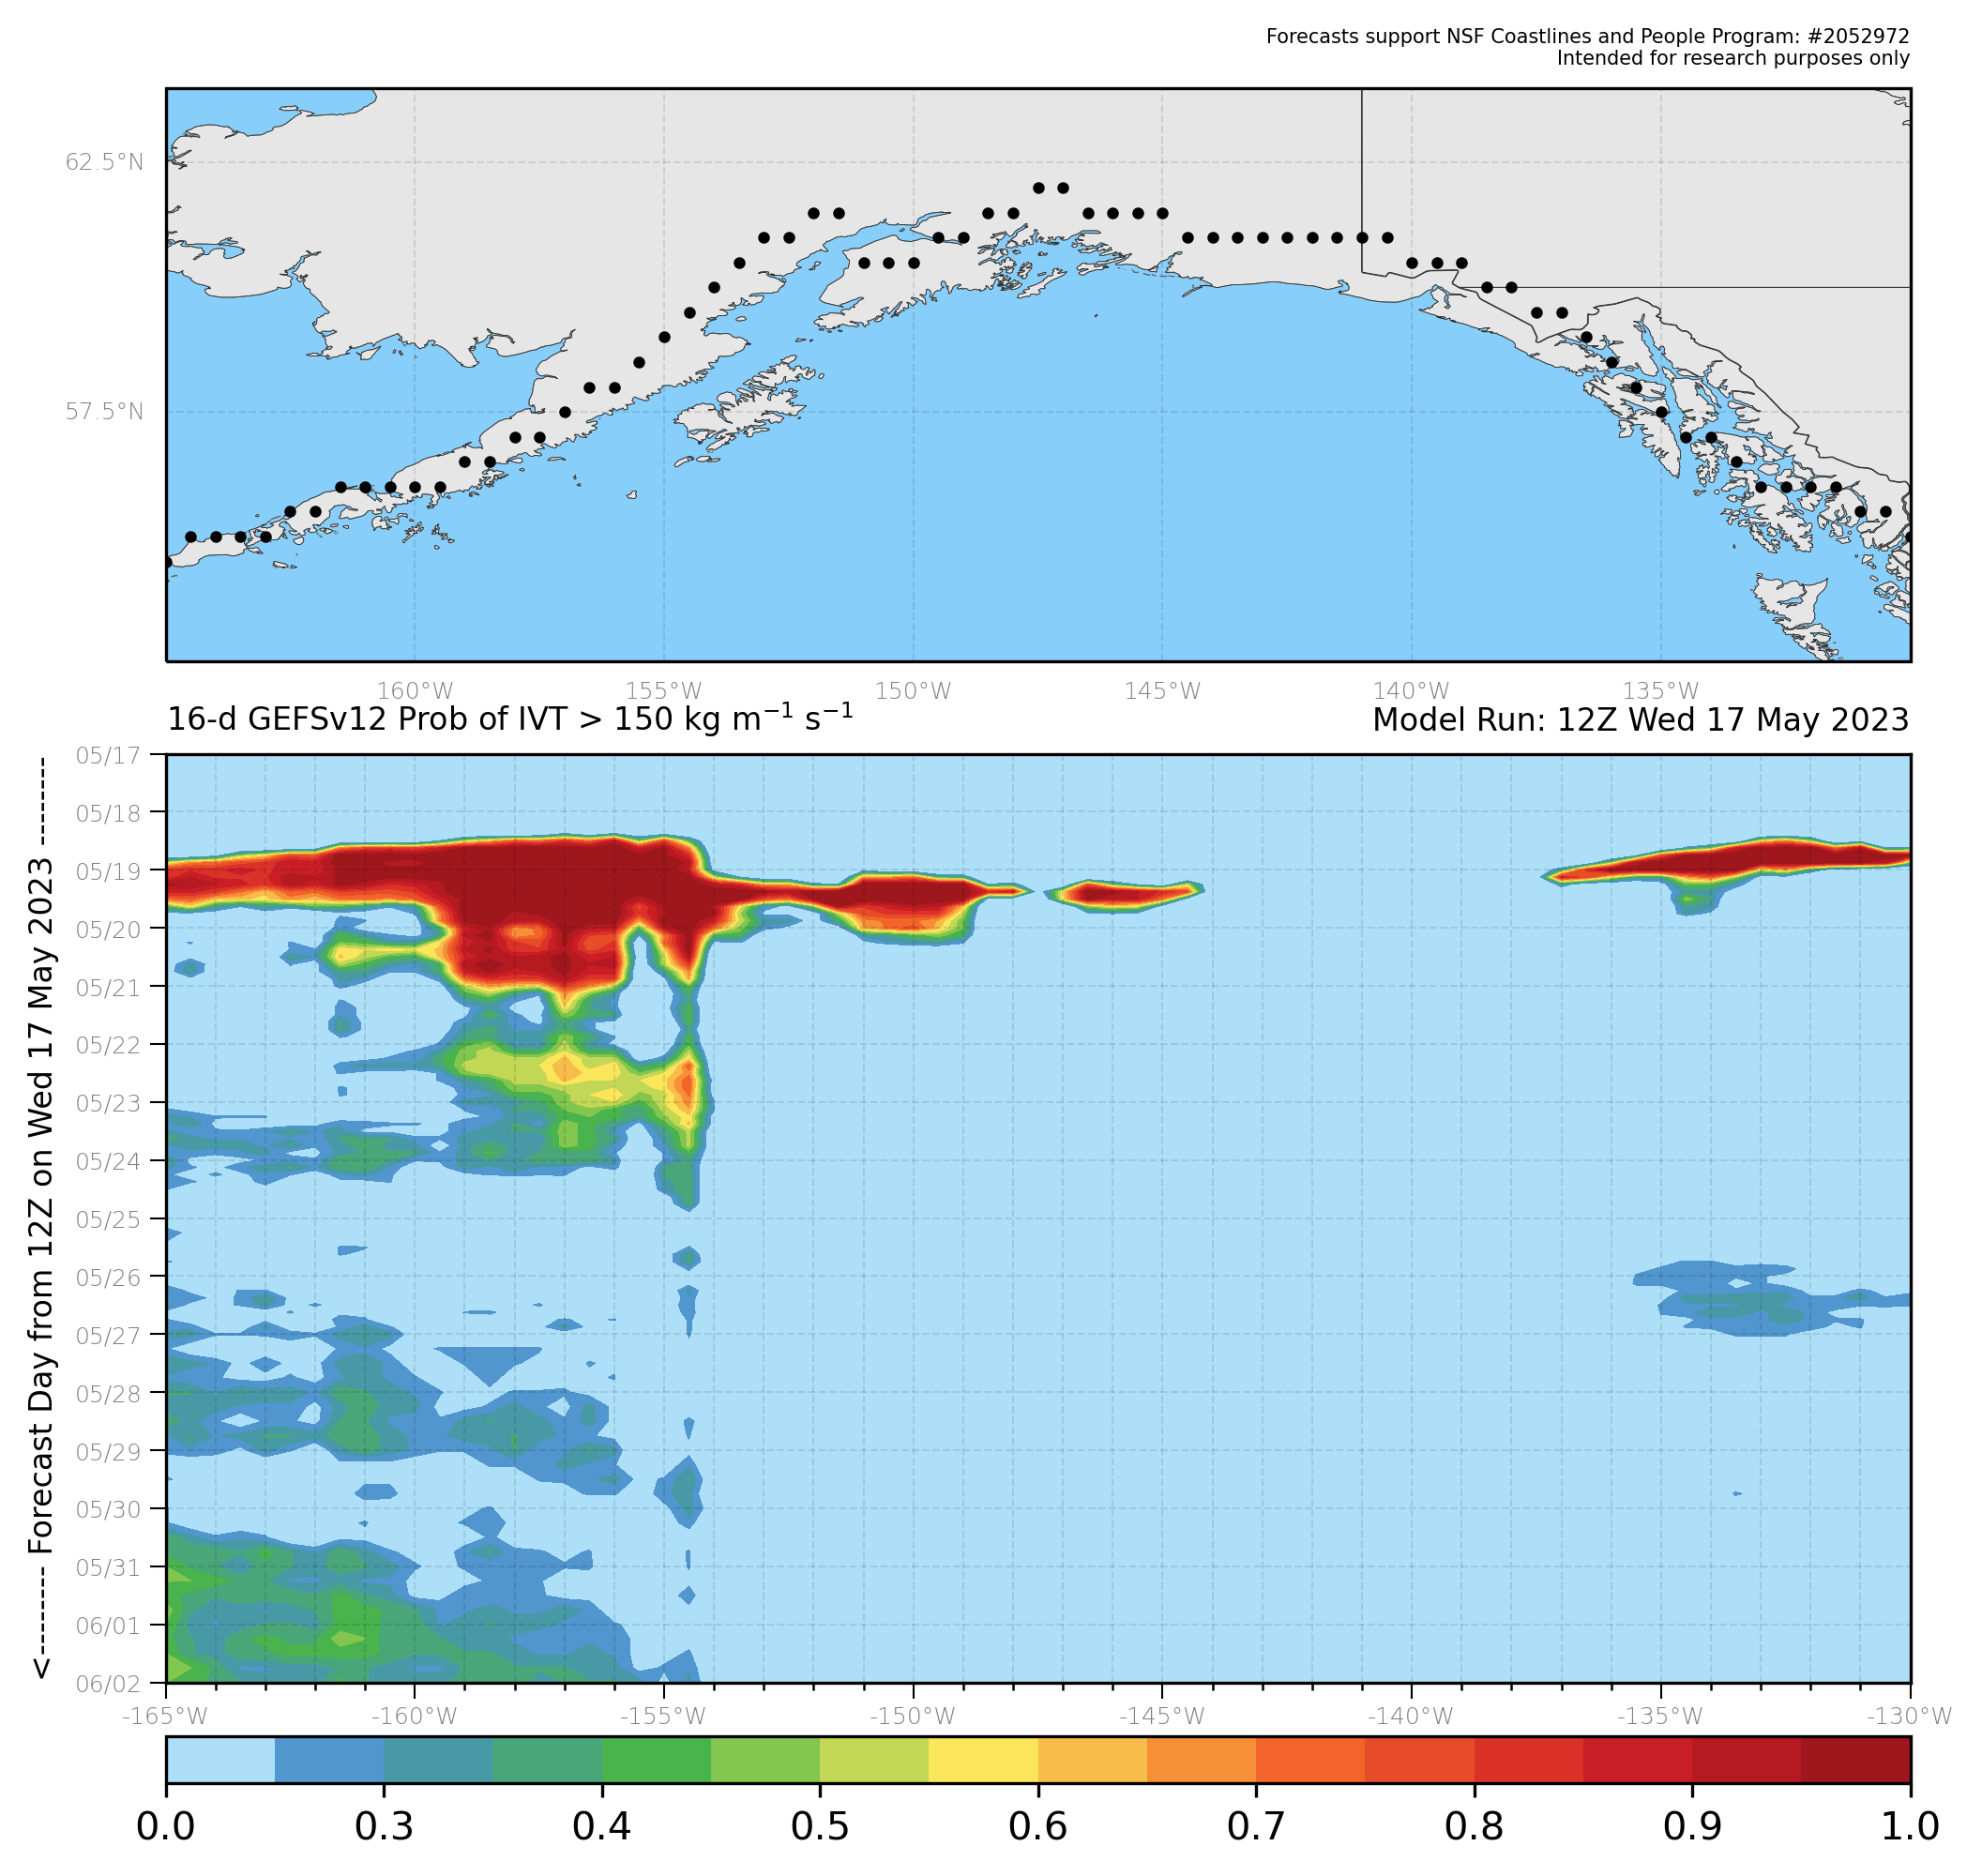 Forecasts support NSF Coastlines and People Program: #2052972
Intended for research purposes only
62.5°N
57.5°N
160°W 155°W 150°W 145°W 140°W 135°W
16-d GEFSv12 Prob of IVT > 150 kg m⁻¹ s⁻¹
Model Run: 12Z Wed 17 May 2023
<-------- Forecast Day from 12Z on Wed 17 May 2023 --------
05/17
05/18
05/19
05/20
05/21
05/22
05/23
05/24
05/25
05/26
05/27
05/28
05/29
05/30
05/31
06/01
06/02
-165°W -160°W -155°W -150°W -145°W -140°W -135°W -130°W
0.0 0.3 0.4 0.5 0.6 0.7 0.8 0.9 1.0